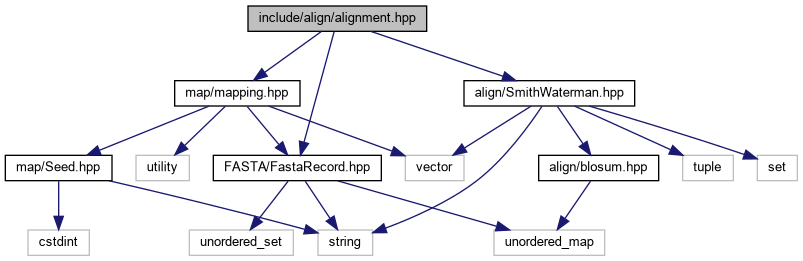 include/align/alignment.hpp
map/mapping.hpp
align/SmithWaterman.hpp
map/Seed.hpp
utility
FASTA/FastaRecord.hpp
vector
align/blosum.hpp
tuple
set
cstdint
unordered_set
string
unordered_map